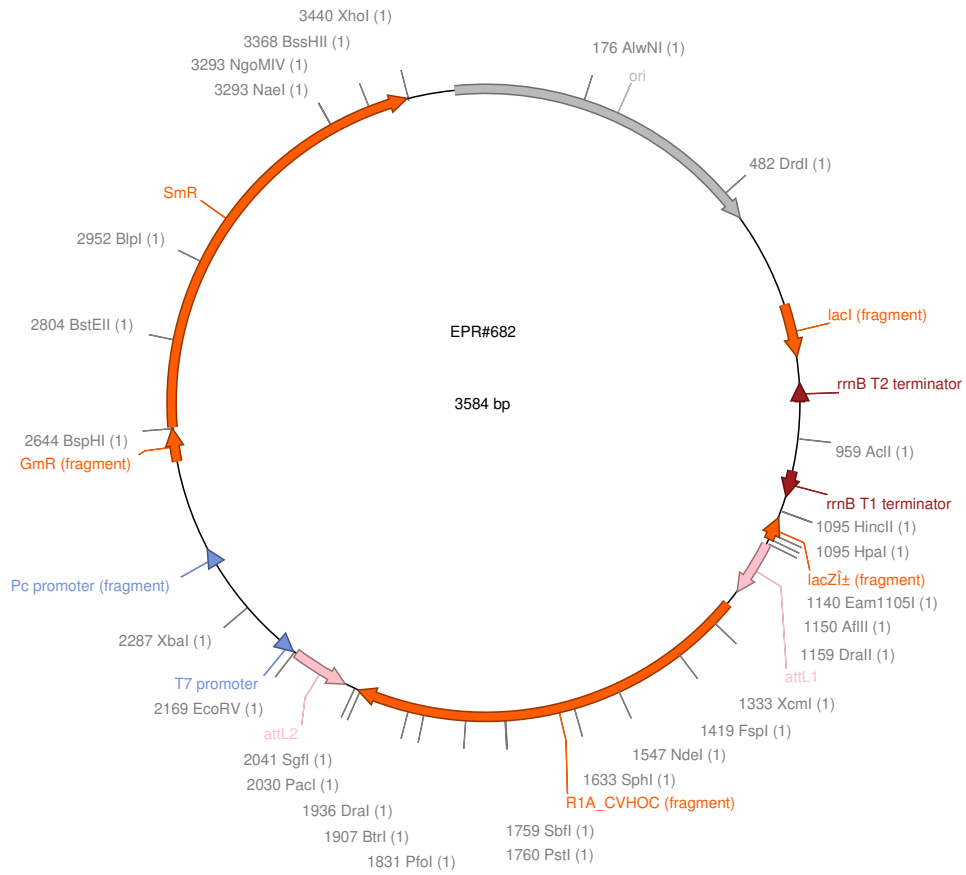 3440 XhoI (1)
3368 BssHII (1)
3293 NgoMIV (1)
3293 NaeI (1)
176 AlwNI (1)
ori
482 DrdI (1)
SmR
2952 BlpI (1)
2804 BstEII (1)
EPR#682
3584 bp
lacI (fragment)
rrnB T2 terminator
2644 BspHI (1)
GmR (fragment)
959 AclI (1)
rrnB T1 terminator
1095 HincII (1)
1095 HpaI (1)
lacZÎ± (fragment)
Pc promoter (fragment)
1140 Eam1105I (1)
1150 AflII (1)
2287 XbaI (1)
1159 DraII (1)
attL1
T7 promoter
2169 EcoRV (1)
1333 XcmI (1)
attL2
1419 FspI (1)
2041 SgfI (1)
1547 NdeI (1)
2030 PacI (1)
1633 SphI (1)
R1A_CVHOC (fragment)
1936 DraI (1)
1907 BtrI (1)
1759 SbfI (1)
1831 PfoI (1)
1760 PstI (1)